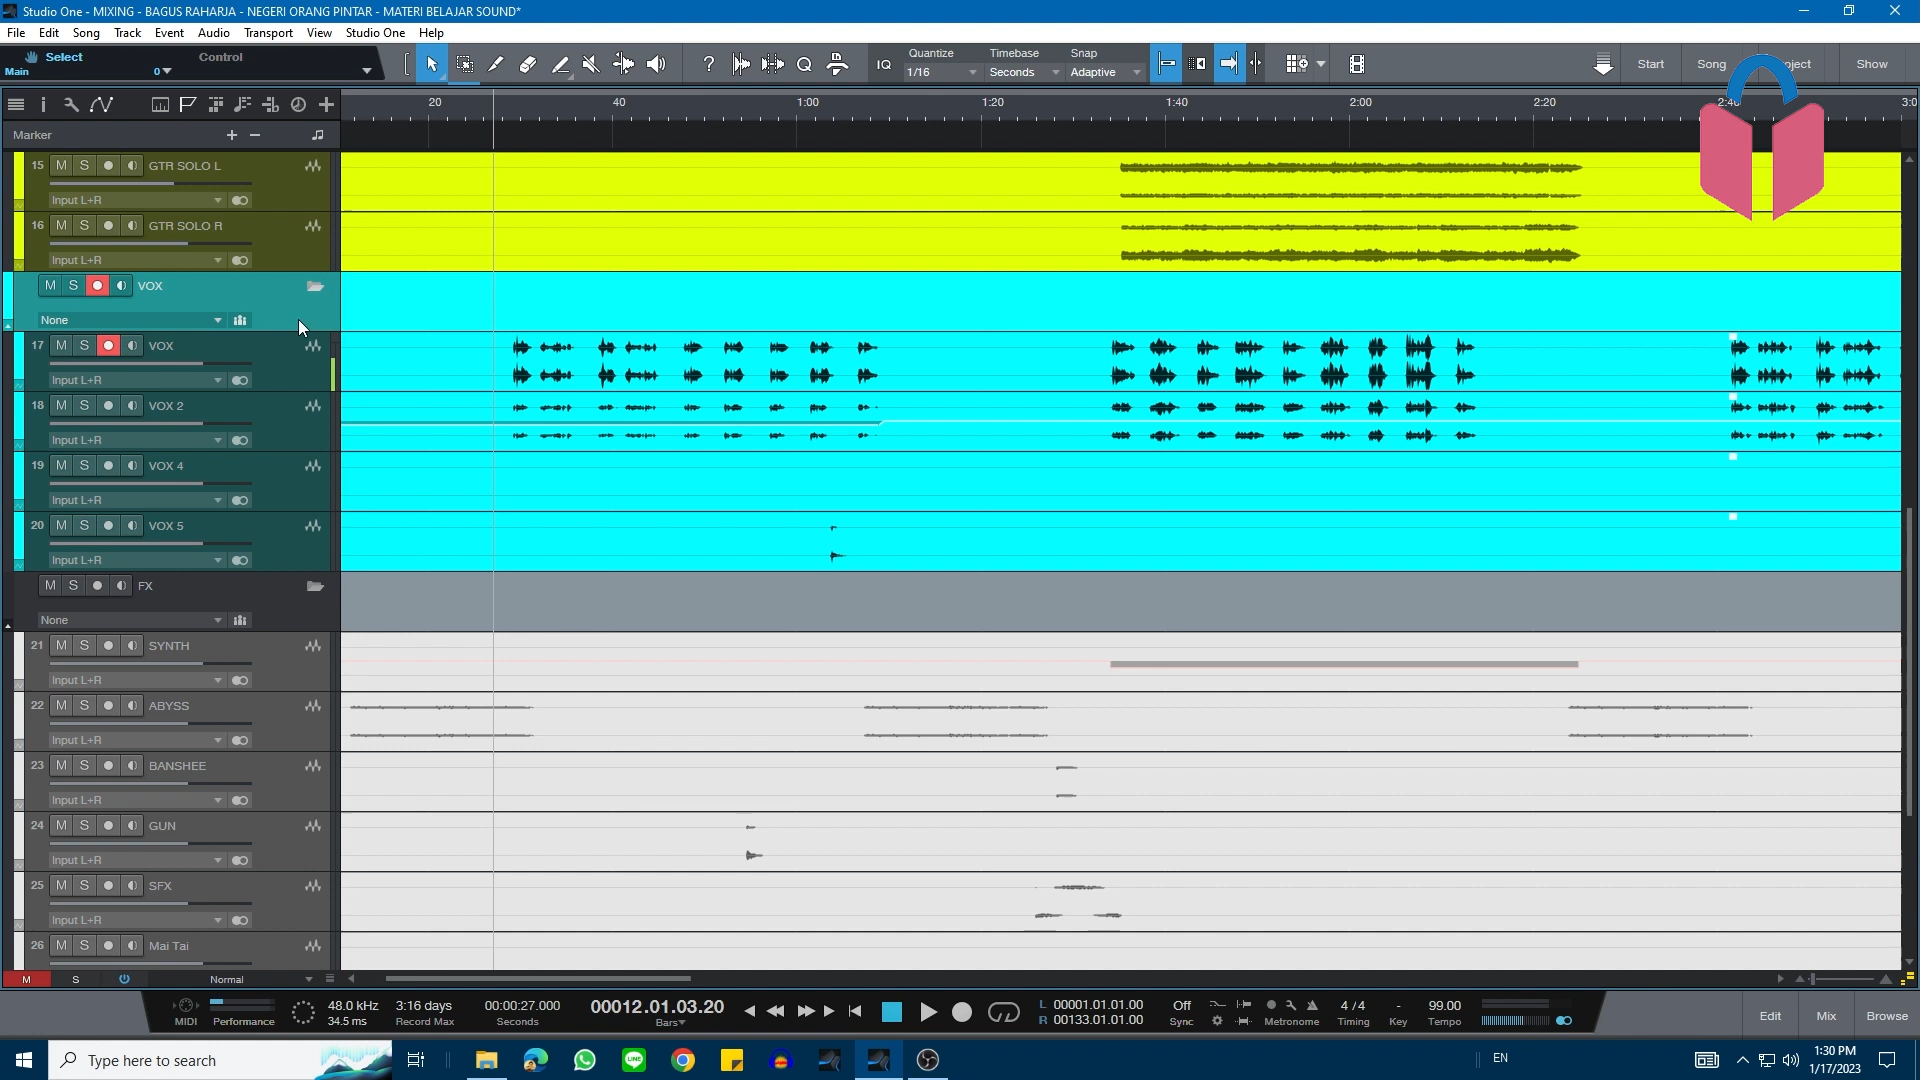 Studio One - MIXING - BAGUS RAHARJA - NEGERI ORANG PINTAR - MATERI BELAJAR SOUND*
File Edit Song Track Event Audio Transport View Studio One Help
Select Control
Main 0
IQ Quantize 1/16 Timebase Seconds Snap Adaptive
Start Song oject Show
20 40 1:00 1:20 1:40 2:00 2:20 2:40 3:0
Marker
15 M S GTR SOLO L
Input L+R
16 M S GTR SOLO R
Input L+R
M S VOX
None
17 M S VOX
Input L+R
18 M S VOX 2
Input L+R
19 M S VOX 4
Input L+R
20 M S VOX 5
Input L+R
M S FX
None
21 M S SYNTH
Input L+R
22 M S ABYSS
Input L+R
23 M S BANSHEE
Input L+R
24 M S GUN
Input L+R
25 M S SFX
Input L+R
26 M S Mai Tai
M S Normal
MIDI Performance
48.0 kHz
34.5 ms
3:16 days
Record Max
00:00:27.000
Seconds
00012.01.03.20
Bars
L 00001.01.01.00
R 00133.01.01.00
Off
Sync
Metronome
4 / 4
Timing
-
Key
99.00
Tempo
Edit Mix Browse
Type here to search
EN
1:30 PM
1/17/2023